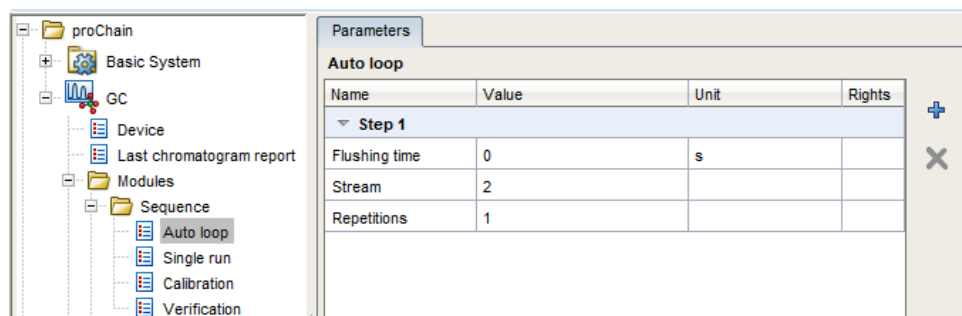 proChain
Basic System
GC
Device
Last chromatogram report
Modules
Sequence
Auto loop
Single run
Calibration
Verification
Parameters
Auto loop
Name Value Unit Rights
Step 1
Flushing time 0 s
Stream 2
Repetitions 1